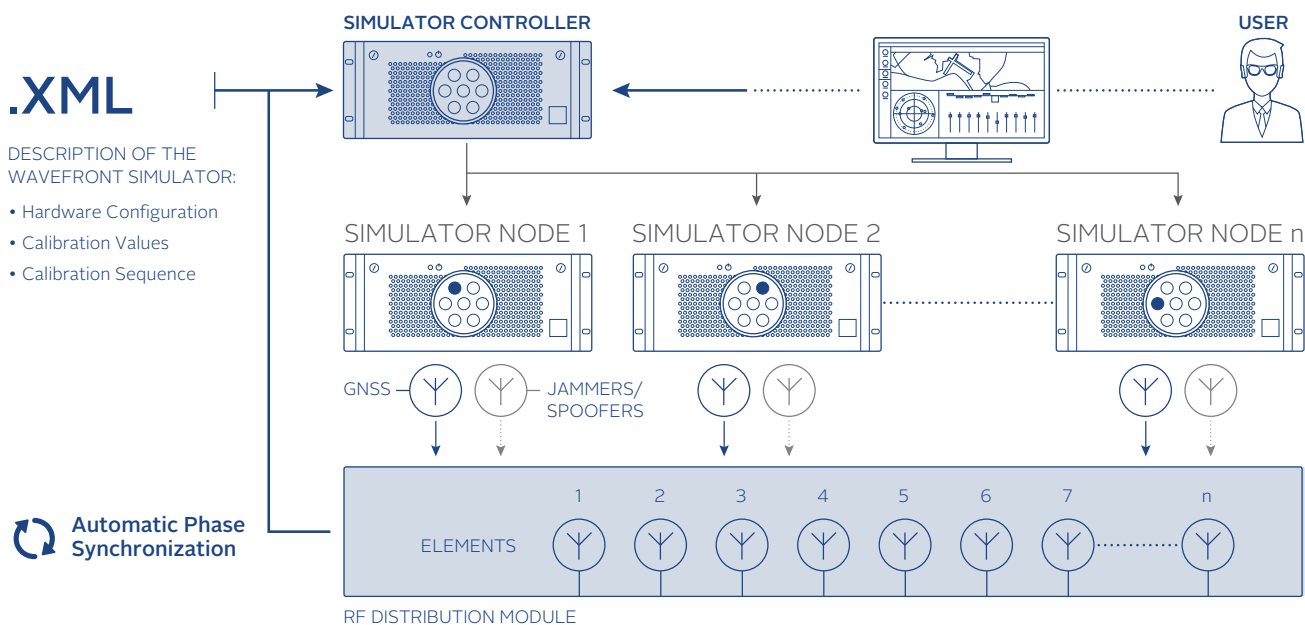 SIMULATOR CONTROLLER
USER
.XML
DESCRIPTION OF THE
WAVEFRONT SIMULATOR:
• Hardware Configuration
• Calibration Values
• Calibration Sequence
SIMULATOR NODE 1
SIMULATOR NODE 2
SIMULATOR NODE n
GNSS
JAMMERS/
SPOOFERS
Automatic Phase
Synchronization
1 2 3 4 5 6 7 n
ELEMENTS
RF DISTRIBUTION MODULE